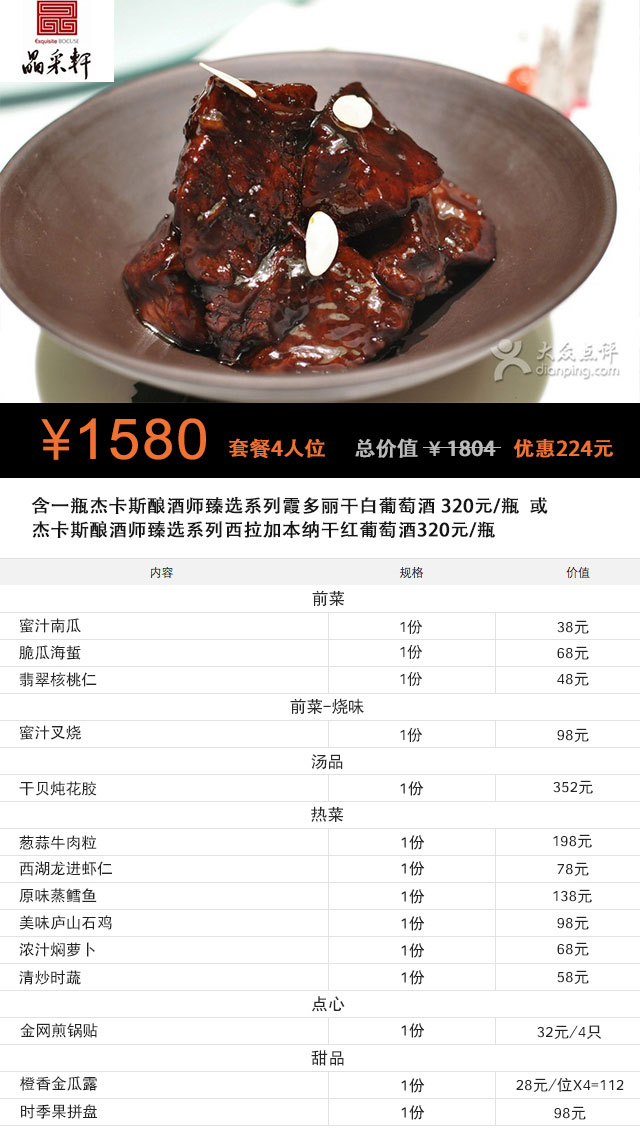 Exquisite BOCUSE
晶采轩
大众点评
dianping.com
¥1580 套餐4人位 总价值 ¥1804 优惠224元
含一瓶杰卡斯酿酒师臻选系列霞多丽干白葡萄酒 320元/瓶 或
杰卡斯酿酒师臻选系列西拉加本纳干红葡萄酒320元/瓶
内容 规格 价值
前菜
蜜汁南瓜 1份 38元
脆瓜海蜇 1份 68元
翡翠核桃仁 1份 48元
前菜-烧味
蜜汁叉烧 1份 98元
汤品
干贝炖花胶 1份 352元
热菜
葱蒜牛肉粒 1份 198元
西湖龙进虾仁 1份 78元
原味蒸鳕鱼 1份 138元
美味庐山石鸡 1份 98元
浓汁焖萝卜 1份 68元
清炒时蔬 1份 58元
点心
金网煎锅贴 1份 32元/4只
甜品
橙香金瓜露 1份 28元/位X4=112
时季果拼盘 1份 98元